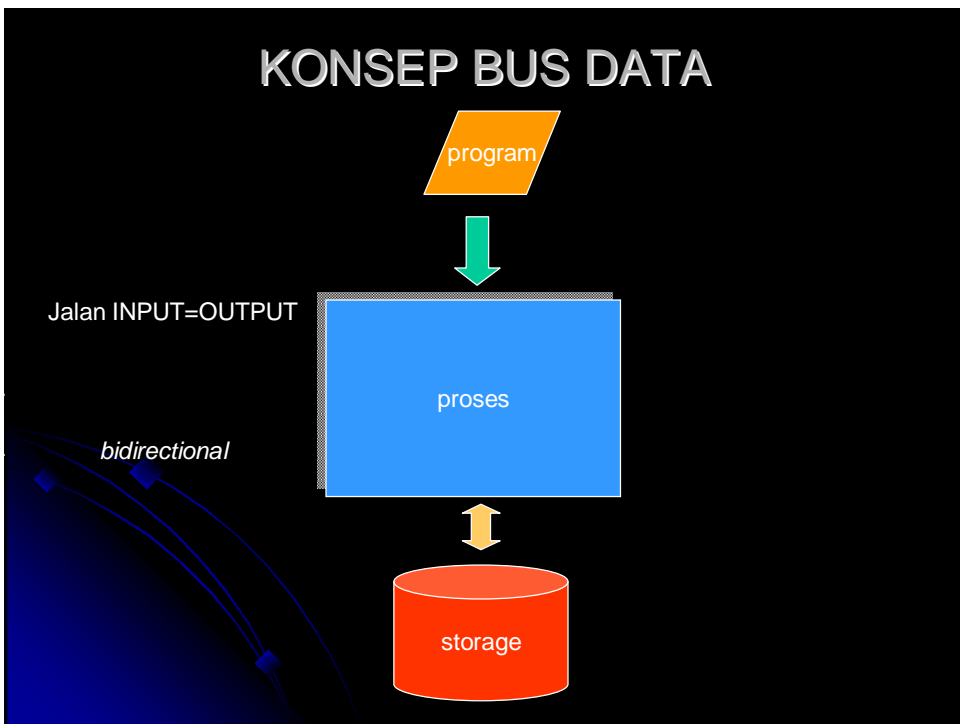 KONSEP BUS DATA
program
Jalan INPUT=OUTPUT
proses
bidirectional
storage